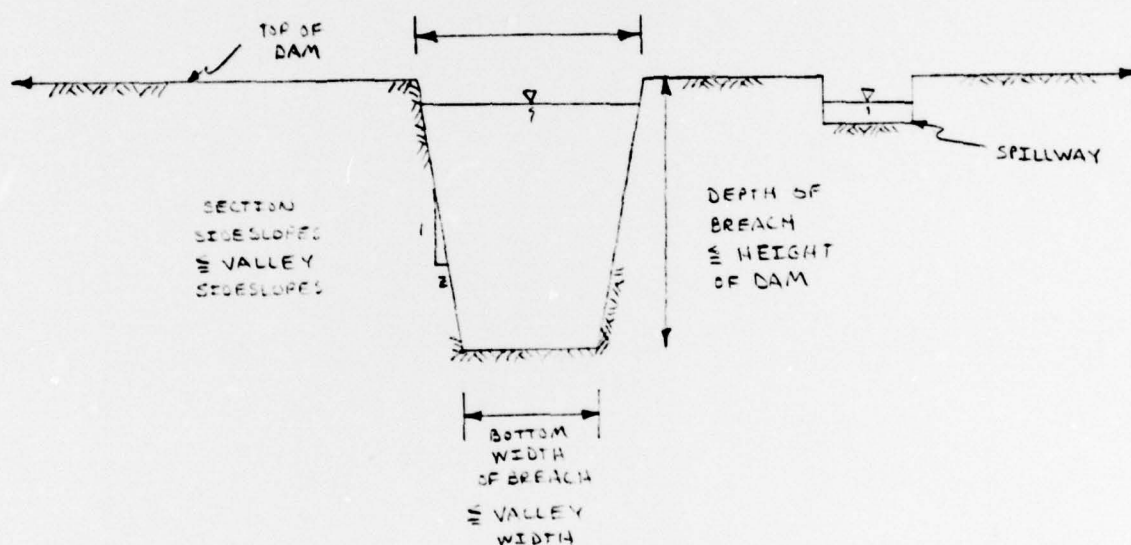 TOP OF
DAM
SPILLWAY
SECTION
SIDESLOPES
≤ VALLEY
SIDESLOPES
1
Z
DEPTH OF
BREACH
≤ HEIGHT
OF DAM
BOTTOM
WIDTH
OF BREACH
≤ VALLEY
WIDTH